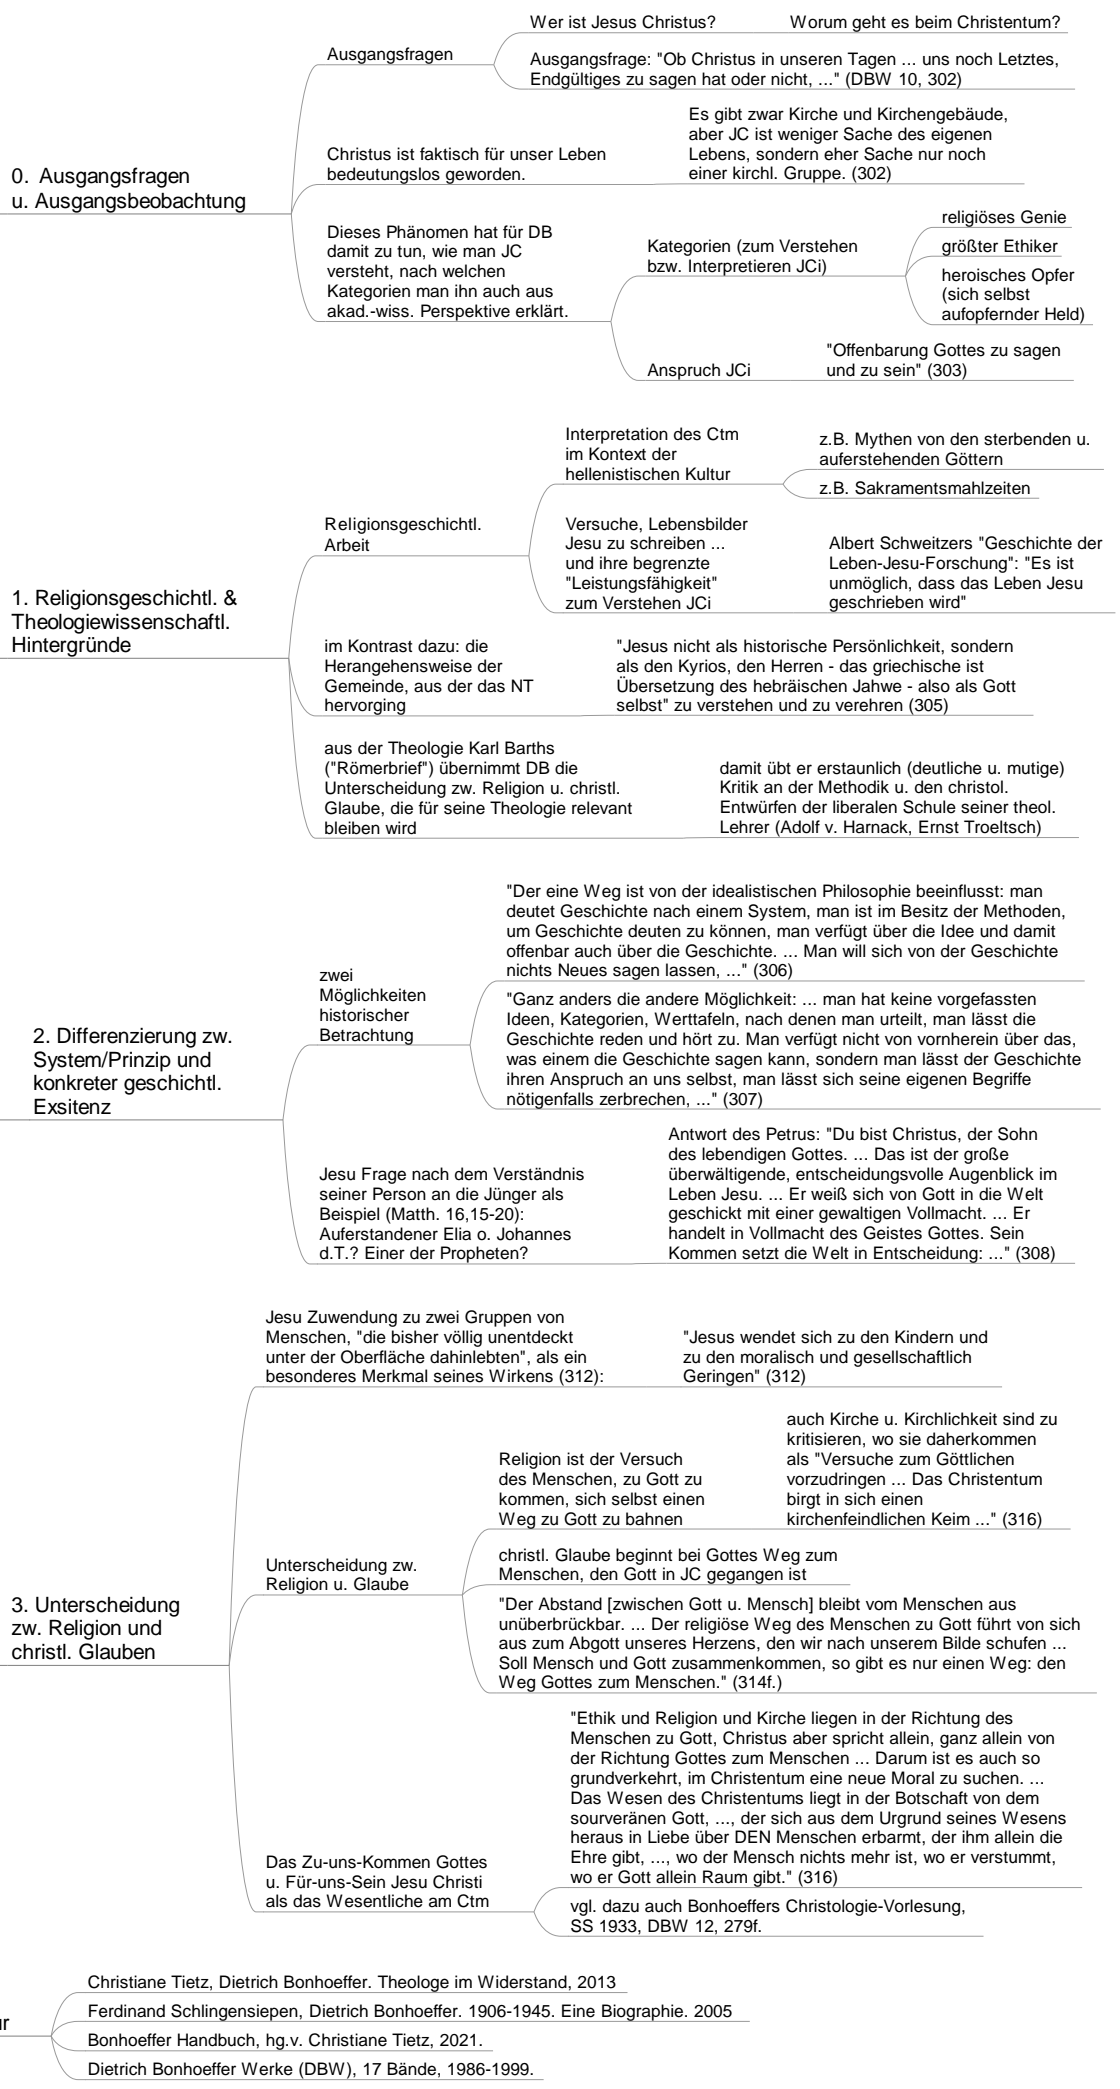 0.  Ausgangsfragen
u. Ausgangsbeobachtung
Ausgangsfragen
Wer ist Jesus Christus?
Worum geht es beim Christentum?
Ausgangsfrage: "Ob Christus in unseren Tagen ... uns noch Letztes,
Endgültiges zu sagen hat oder nicht, ..." (DBW 10, 302)
Christus ist faktisch für unser Leben
bedeutungslos geworden.
Es gibt zwar Kirche und Kirchengebäude,
aber JC ist weniger Sache des eigenen
Lebens, sondern eher Sache nur noch
einer kirchl. Gruppe. (302)
Dieses Phänomen hat für DB
damit zu tun, wie man JC
versteht, nach welchen
Kategorien man ihn auch aus
akad.-wiss. Perspektive erklärt.
Kategorien (zum Verstehen
bzw. Interpretieren JCi)
religiöses Genie
größter Ethiker
heroisches Opfer
(sich selbst
aufopfernder Held)
Anspruch JCi
"Offenbarung Gottes zu sagen
und zu sein" (303)
1. Religionsgeschichtl. &
Theologiewissenschaftl.
Hintergründe
Religionsgeschichtl.
Arbeit
Interpretation des Ctm
im Kontext der
hellenistischen Kultur
z.B. Mythen von den sterbenden u.
auferstehenden Göttern
z.B. Sakramentsmahlzeiten
Versuche, Lebensbilder
Jesu zu schreiben ...
und ihre begrenzte
"Leistungsfähigkeit"
zum Verstehen JCi
Albert Schweitzers "Geschichte der
Leben-Jesu-Forschung": "Es ist
unmöglich, dass das Leben Jesu
geschrieben wird"
im Kontrast dazu: die
Herangehensweise der
Gemeinde, aus der das NT
hervorging
"Jesus nicht als historische Persönlichkeit, sondern
als den Kyrios, den Herren - das griechische ist
Übersetzung des hebräischen Jahwe - also als Gott
selbst" zu verstehen und zu verehren (305)
aus der Theologie Karl Barths
("Römerbrief") übernimmt DB die
Unterscheidung zw. Religion u. christl.
Glaube, die für seine Theologie relevant
bleiben wird
damit übt er erstaunlich (deutliche u. mutige)
Kritik an der Methodik u. den christol.
Entwürfen der liberalen Schule seiner theol.
Lehrer (Adolf v. Harnack, Ernst Troeltsch)
2. Differenzierung zw.
System/Prinzip und
konkreter geschichtl.
Exsitenz
zwei
Möglichkeiten
historischer
Betrachtung
"Der eine Weg ist von der idealistischen Philosophie beeinflusst: man
deutet Geschichte nach einem System, man ist im Besitz der Methoden,
um Geschichte deuten zu können, man verfügt über die Idee und damit
offenbar auch über die Geschichte. ... Man will sich von der Geschichte
nichts Neues sagen lassen, ..." (306)
"Ganz anders die andere Möglichkeit: ... man hat keine vorgefassten
Ideen, Kategorien, Werttafeln, nach denen man urteilt, man lässt die
Geschichte reden und hört zu. Man verfügt nicht von vornherein über das,
was einem die Geschichte sagen kann, sondern man lässt der Geschichte
ihren Anspruch an uns selbst, man lässt sich seine eigenen Begriffe
nötigenfalls zerbrechen, ..." (307)
Jesu Frage nach dem Verständnis
seiner Person an die Jünger als
Beispiel (Matth. 16,15-20):
Auferstandener Elia o. Johannes
d.T.? Einer der Propheten?
Antwort des Petrus: "Du bist Christus, der Sohn
des lebendigen Gottes. ... Das ist der große
überwältigende, entscheidungsvolle Augenblick im
Leben Jesu. ... Er weiß sich von Gott in die Welt
geschickt mit einer gewaltigen Vollmacht. ... Er
handelt in Vollmacht des Geistes Gottes. Sein
Kommen setzt die Welt in Entscheidung: ..." (308)
3. Unterscheidung
zw. Religion und
christl. Glauben
Jesu Zuwendung zu zwei Gruppen von
Menschen, "die bisher völlig unentdeckt
unter der Oberfläche dahinlebten", als ein
besonderes Merkmal seines Wirkens (312):
"Jesus wendet sich zu den Kindern und
zu den moralisch und gesellschaftlich
Geringen" (312)
Unterscheidung zw.
Religion u. Glaube
Religion ist der Versuch
des Menschen, zu Gott zu
kommen, sich selbst einen
Weg zu Gott zu bahnen
auch Kirche u. Kirchlichkeit sind zu
kritisieren, wo sie daherkommen
als "Versuche zum Göttlichen
vorzudringen ... Das Christentum
birgt in sich einen
kirchenfeindlichen Keim ..." (316)
christl. Glaube beginnt bei Gottes Weg zum
Menschen, den Gott in JC gegangen ist
"Der Abstand [zwischen Gott u. Mensch] bleibt vom Menschen aus
unüberbrückbar. ... Der religiöse Weg des Menschen zu Gott führt von sich
aus zum Abgott unseres Herzens, den wir nach unserem Bilde schufen ...
Soll Mensch und Gott zusammenkommen, so gibt es nur einen Weg: den
Weg Gottes zum Menschen." (314f.)
Das Zu-uns-Kommen Gottes
u. Für-uns-Sein Jesu Christi
als das Wesentliche am Ctm
"Ethik und Religion und Kirche liegen in der Richtung des
Menschen zu Gott, Christus aber spricht allein, ganz allein von
der Richtung Gottes zum Menschen ... Darum ist es auch so
grundverkehrt, im Christentum eine neue Moral zu suchen. ...
Das Wesen des Christentums liegt in der Botschaft von dem
sourveränen Gott, ..., der sich aus dem Urgrund seines Wesens
heraus in Liebe über DEN Menschen erbarmt, der ihm allein die
Ehre gibt, ..., wo der Mensch nichts mehr ist, wo er verstummt,
wo er Gott allein Raum gibt." (316)
vgl. dazu auch Bonhoeffers Christologie-Vorlesung,
SS 1933, DBW 12, 279f.
Christiane Tietz, Dietrich Bonhoeffer. Theologe im Widerstand, 2013
Ferdinand Schlingensiepen, Dietrich Bonhoeffer. 1906-1945. Eine Biographie. 2005
Bonhoeffer Handbuch, hg.v. Christiane Tietz, 2021.
Dietrich Bonhoeffer Werke (DBW), 17 Bände, 1986-1999.